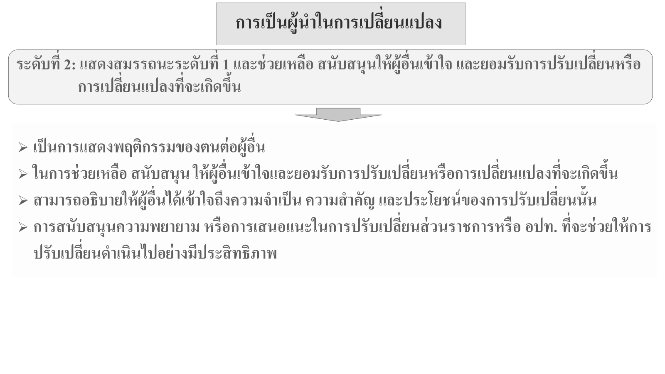 การเป็นผู้นำในการเปลี่ยนแปลง
ระดับที่ 2: แสดงสมรรถนะระดับที่ 1 และช่วยเหลือ สนับสนุนให้ผู้อื่นเข้าใจ และยอมรับการปรับเปลี่ยนหรือ
การเปลี่ยนแปลงที่จะเกิดขึ้น
➢ เป็นการแสดงพฤติกรรมของตนต่อผู้อื่น
➢ ในการช่วยเหลือ สนับสนุน ให้ผู้อื่นเข้าใจและยอมรับการปรับเปลี่ยนหรือการเปลี่ยนแปลงที่จะเกิดขึ้น
➢ สามารถอธิบายให้ผู้อื่นได้เข้าใจถึงความจำเป็น ความสำคัญ และประโยชน์ของการปรับเปลี่ยนนั้น
➢ การสนับสนุนความพยายาม หรือการเสนอแนะในการปรับเปลี่ยนส่วนราชการหรือ อปท. ที่จะช่วยให้การ
ปรับเปลี่ยนดำเนินไปอย่างมีประสิทธิภาพ